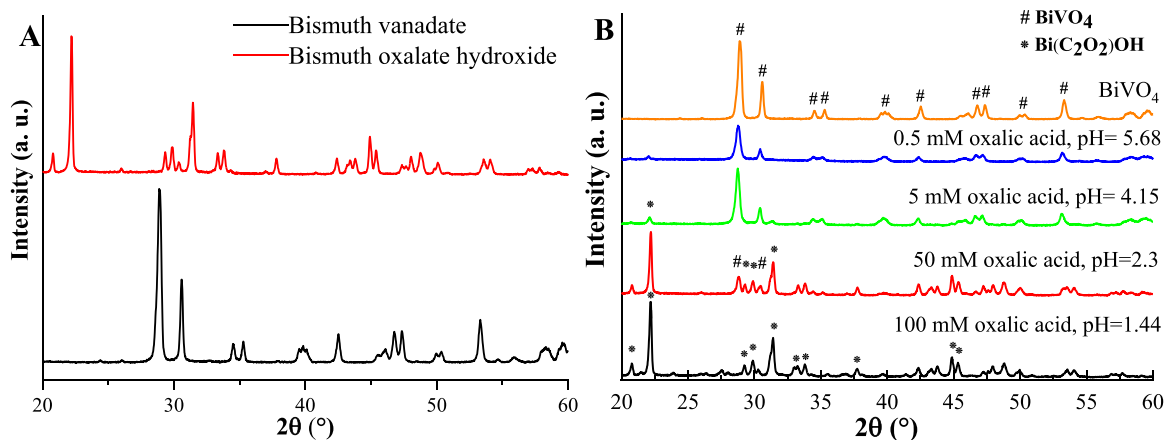 A
Bismuth vanadate
Bismuth oxalate hydroxide
Intensity (a. u.)
20 30 40 50 60
2θ (°)
B
# BiVO4
* Bi(C2O2)OH
# # # # # # # # # #
BiVO4
0.5 mM oxalic acid, pH= 5.68
*
5 mM oxalic acid, pH= 4.15
* # * * # *
50 mM oxalic acid, pH=2.3
* * * * * * * * * *
100 mM oxalic acid, pH=1.44
Intensity (a. u.)
20 25 30 35 40 45 50 55 60
2θ (°)